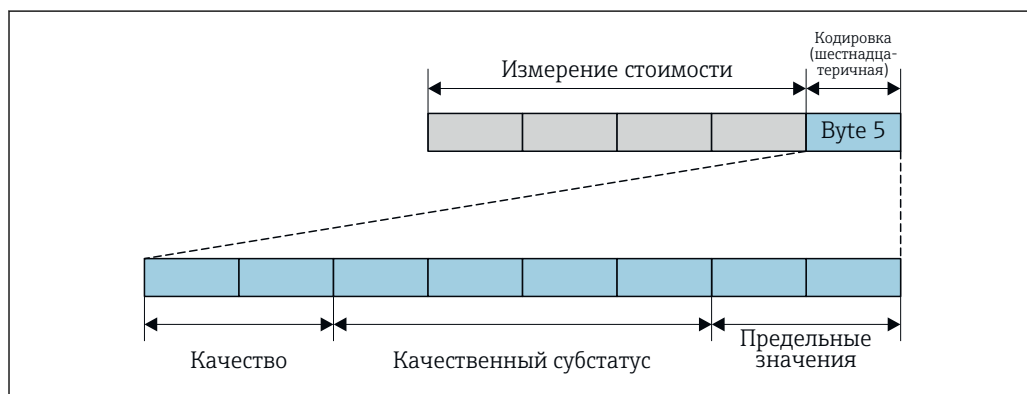 Кодировка
(шестнадца-
теричная)
Измерение стоимости
Byte 5
Качество
Качественный субстатус
Предельные
значения